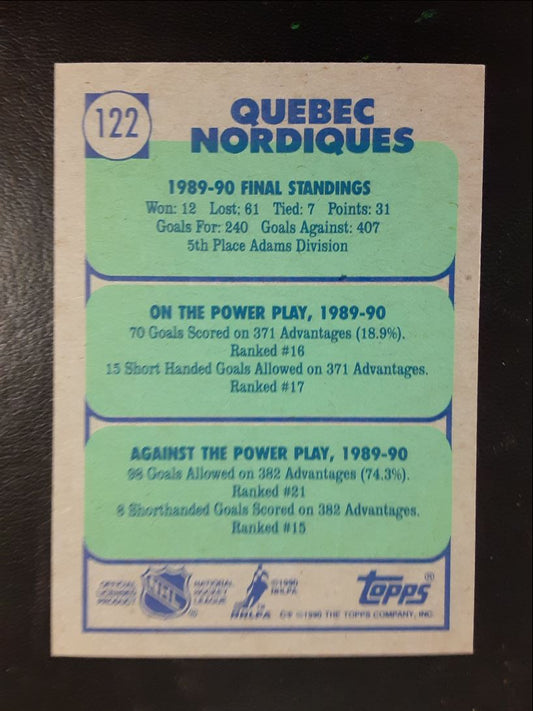 122
QUEBEC
NORDIQUES
1989-90 FINAL STANDINGS
Won: 12 Lost: 61 Tied: 7 Points: 31
Goals For: 240 Goals Against: 407
5th Place Adams Division
ON THE POWER PLAY, 1989-90
70 Goals Scored on 371 Advantages (18.9%).
Ranked #16
15 Short Handed Goals Allowed on 371 Advantages.
Ranked #17
AGAINST THE POWER PLAY, 1989-90
98 Goals Allowed on 382 Advantages (74.3%).
Ranked #21
8 Shorthanded Goals Scored on 382 Advantages.
Ranked #15
OFFICIAL
LICENSED
PRODUCT
NHL
®
NATIONAL
HOCKEY
LEAGUE
©1990
NHLPA
NHLPA
TOPPS®
©1990 THE TOPPS COMPANY, INC.